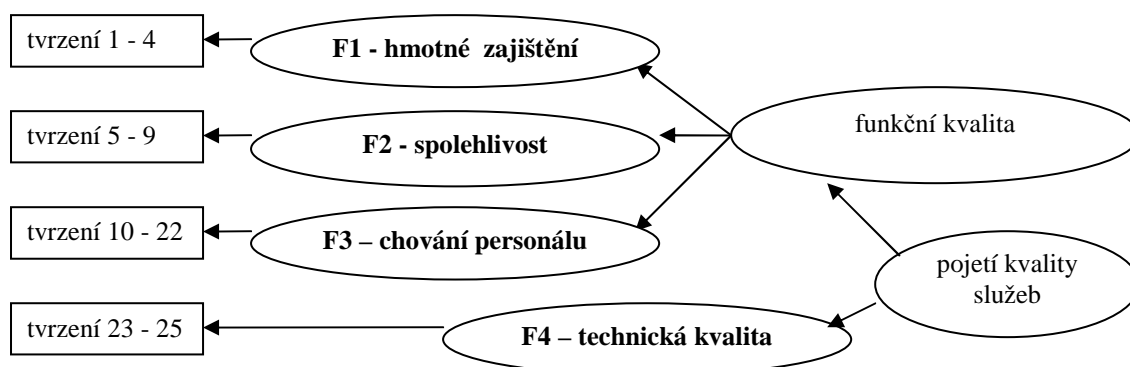 tvrzení 1 - 4
F1 - hmotné zajištění
tvrzení 5 - 9
F2 - spolehlivost
funkční kvalita
tvrzení 10 - 22
F3 – chování personálu
pojetí kvality
služeb
tvrzení 23 - 25
F4 – technická kvalita